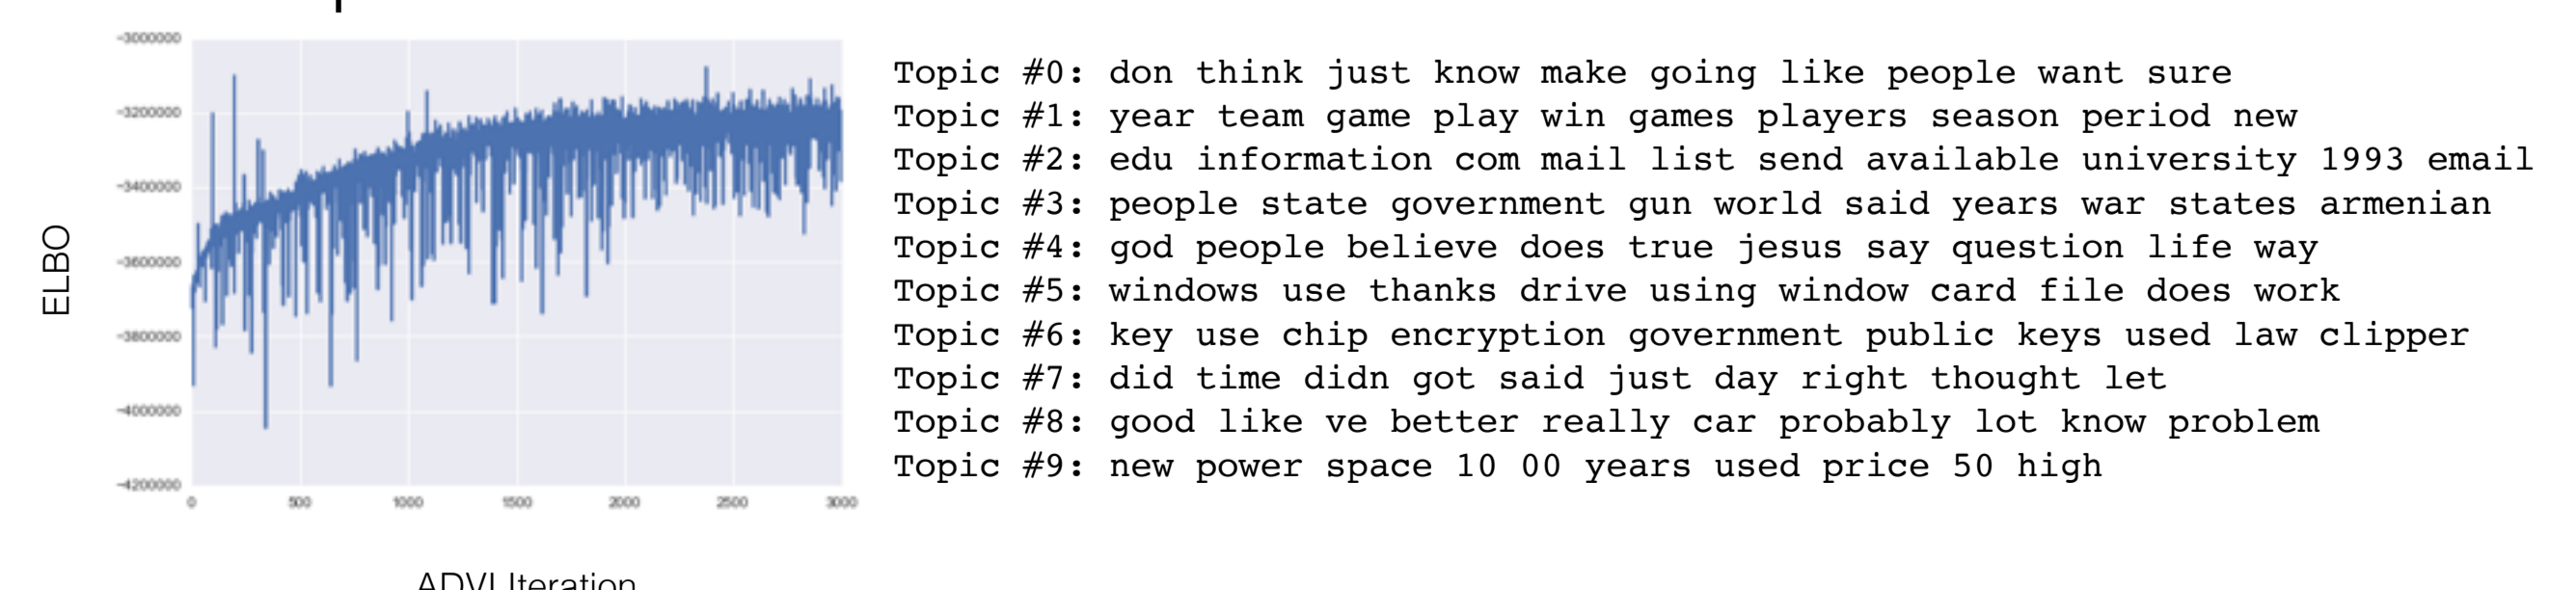 -3000000
-3200000
-3400000
-3600000
-3800000
-4000000
-4200000
0 500 1000 1500 2000 2500 3000
ELBO
ADVI Iteration
Topic #0: don think just know make going like people want sure
Topic #1: year team game play win games players season period new
Topic #2: edu information com mail list send available university 1993 email
Topic #3: people state government gun world said years war states armenian
Topic #4: god people believe does true jesus say question life way
Topic #5: windows use thanks drive using window card file does work
Topic #6: key use chip encryption government public keys used law clipper
Topic #7: did time didn got said just day right thought let
Topic #8: good like ve better really car probably lot know problem
Topic #9: new power space 10 00 years used price 50 high